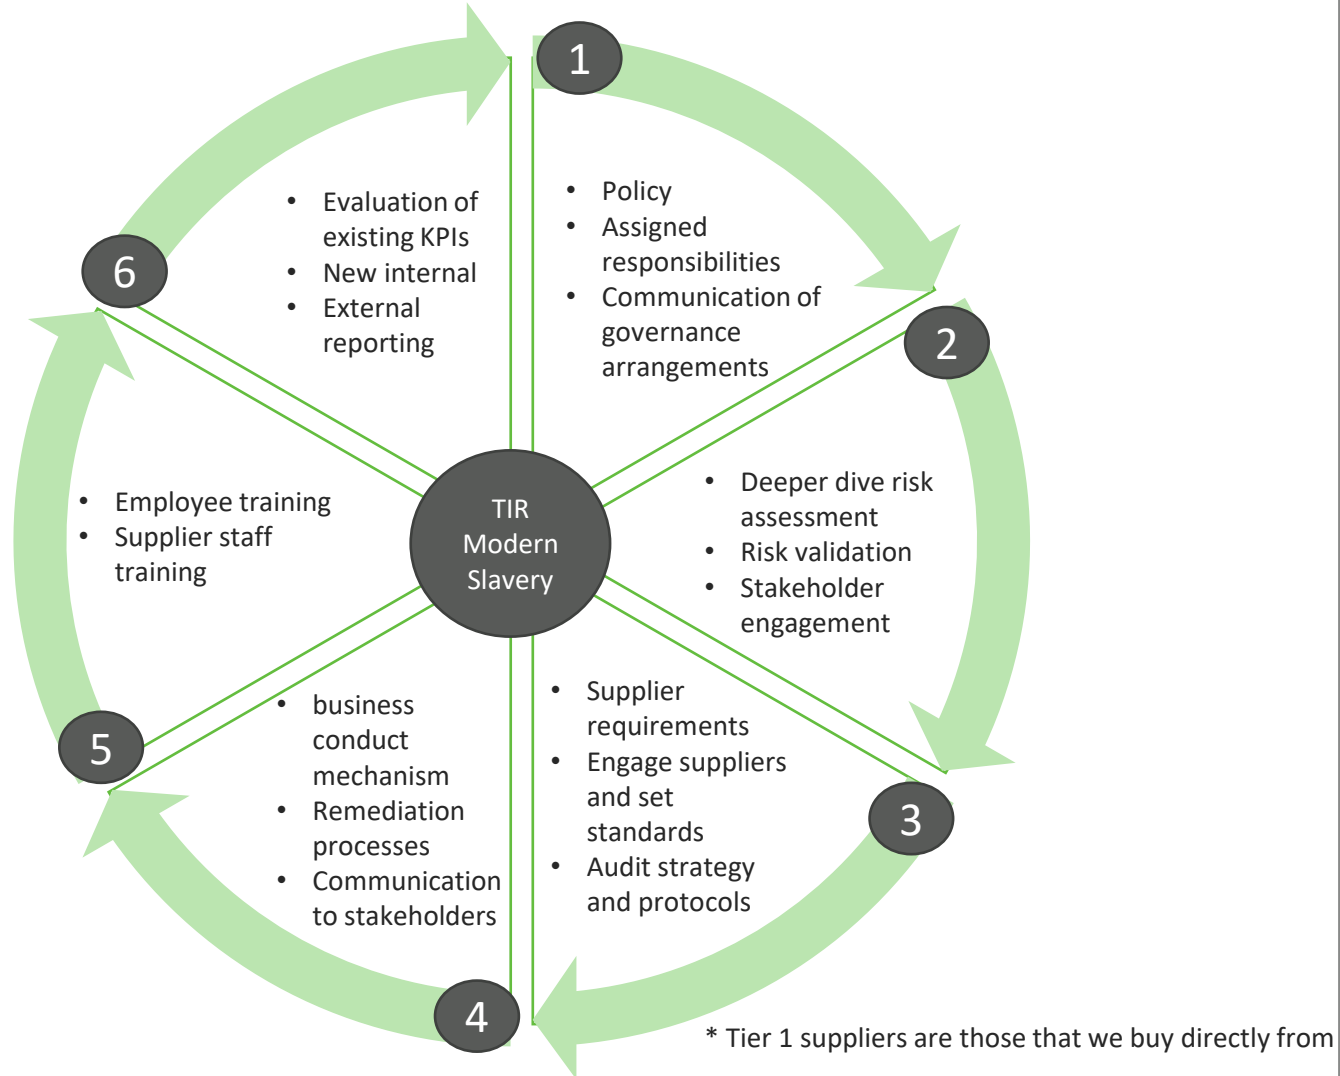 1
• Policy
• Assigned
responsibilities
• Communication of
governance
arrangements
2
• Deeper dive risk
assessment
• Risk validation
• Stakeholder
engagement
3
• Supplier
requirements
• Engage suppliers
and set
standards
• Audit strategy
and protocols
4
• business
conduct
mechanism
• Remediation
processes
• Communication
to stakeholders
5
• Employee training
• Supplier staff
training
6
• Evaluation of
existing KPIs
• New internal
• External
reporting
TIR
Modern
Slavery
* Tier 1 suppliers are those that we buy directly from